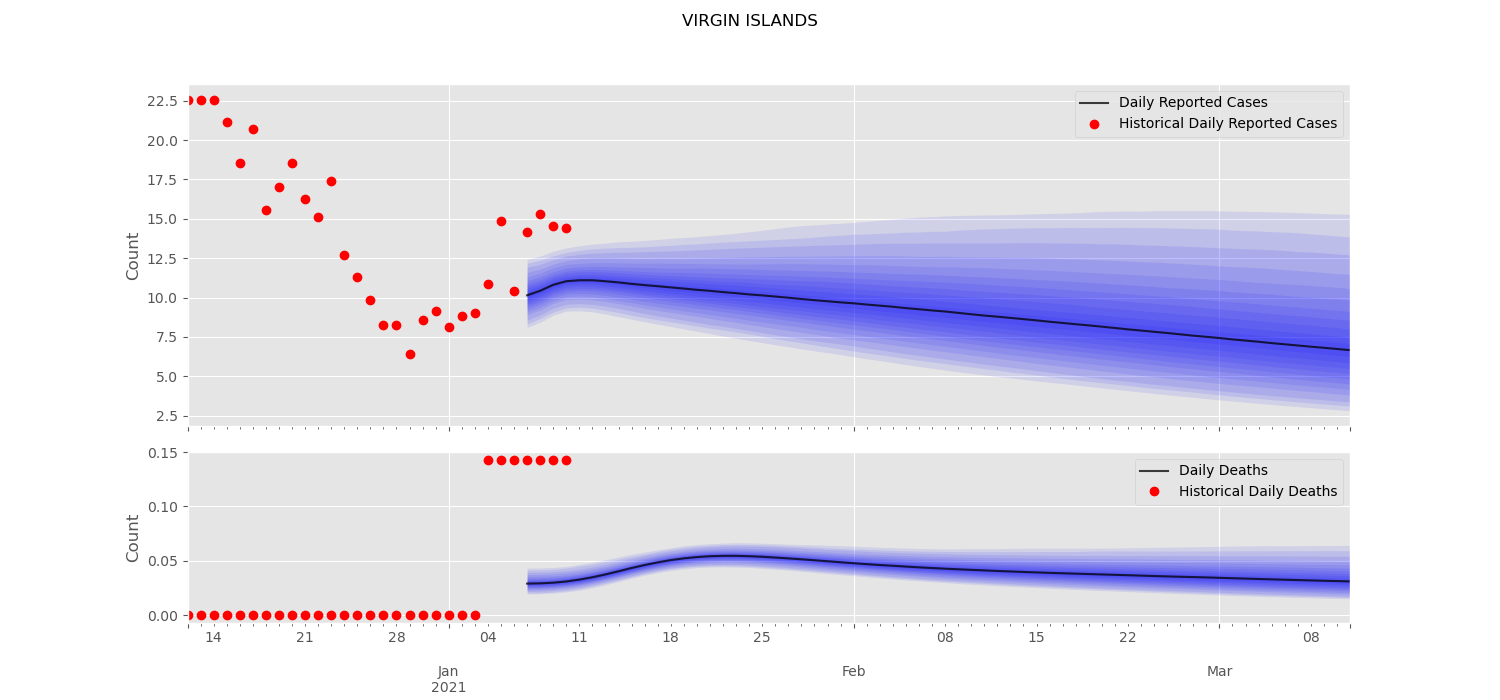 VIRGIN ISLANDS
22.5
20.0
17.5
15.0
12.5
10.0
7.5
5.0
2.5
Count
Daily Reported Cases
Historical Daily Reported Cases
0.15
0.10
0.05
0.00
Count
Daily Deaths
Historical Daily Deaths
14 21 28 04 11 18 25 08 15 22 08
Jan Feb Mar
2021